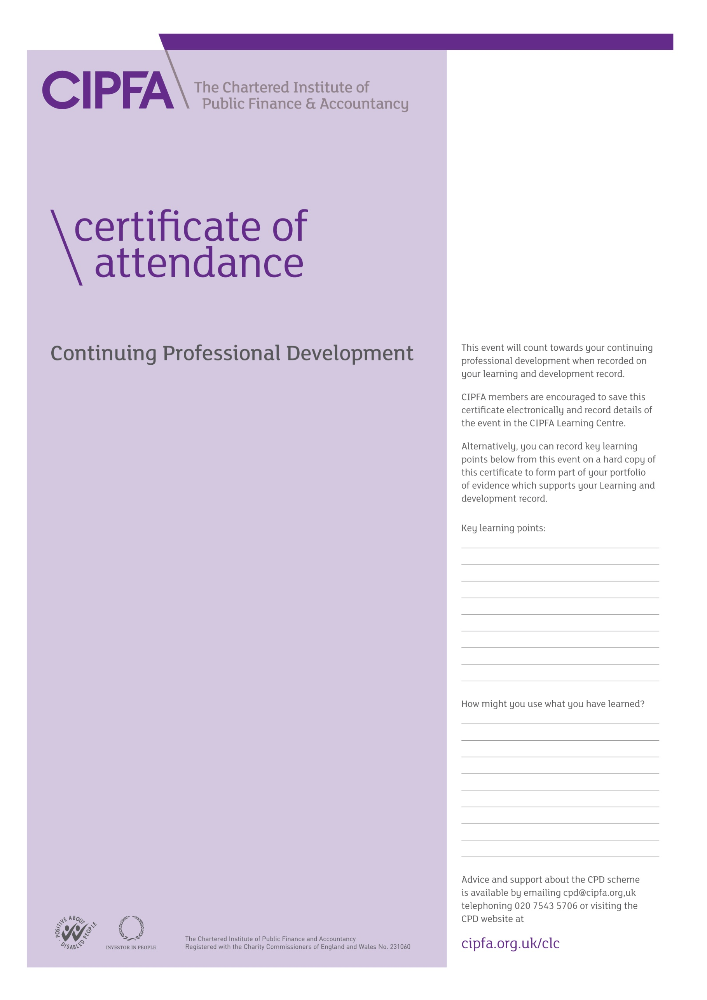 CIPFA
The Chartered Institute of
Public Finance & Accountancy
certificate of
attendance
Continuing Professional Development
This event will count towards your continuing
professional development when recorded on
your learning and development record.
CIPFA members are encouraged to save this
certificate electronically and record details of
the event in the CIPFA Learning Centre.
Alternatively, you can record key learning
points below from this event on a hard copy of
this certificate to form part of your portfolio
of evidence which supports your Learning and
development record.
Key learning points:
How might you use what you have learned?
Advice and support about the CPD scheme
is available by emailing cpd@cipfa.org,uk
telephoning 020 7543 5706 or visiting the
CPD website at
cipfa.org.uk/clc
POSITIVE ABOUT
DISABLED PEOPLE
INVESTOR IN PEOPLE
The Chartered Institute of Public Finance and Accountancy
Registered with the Charity Commissioners of England and Wales No. 231060